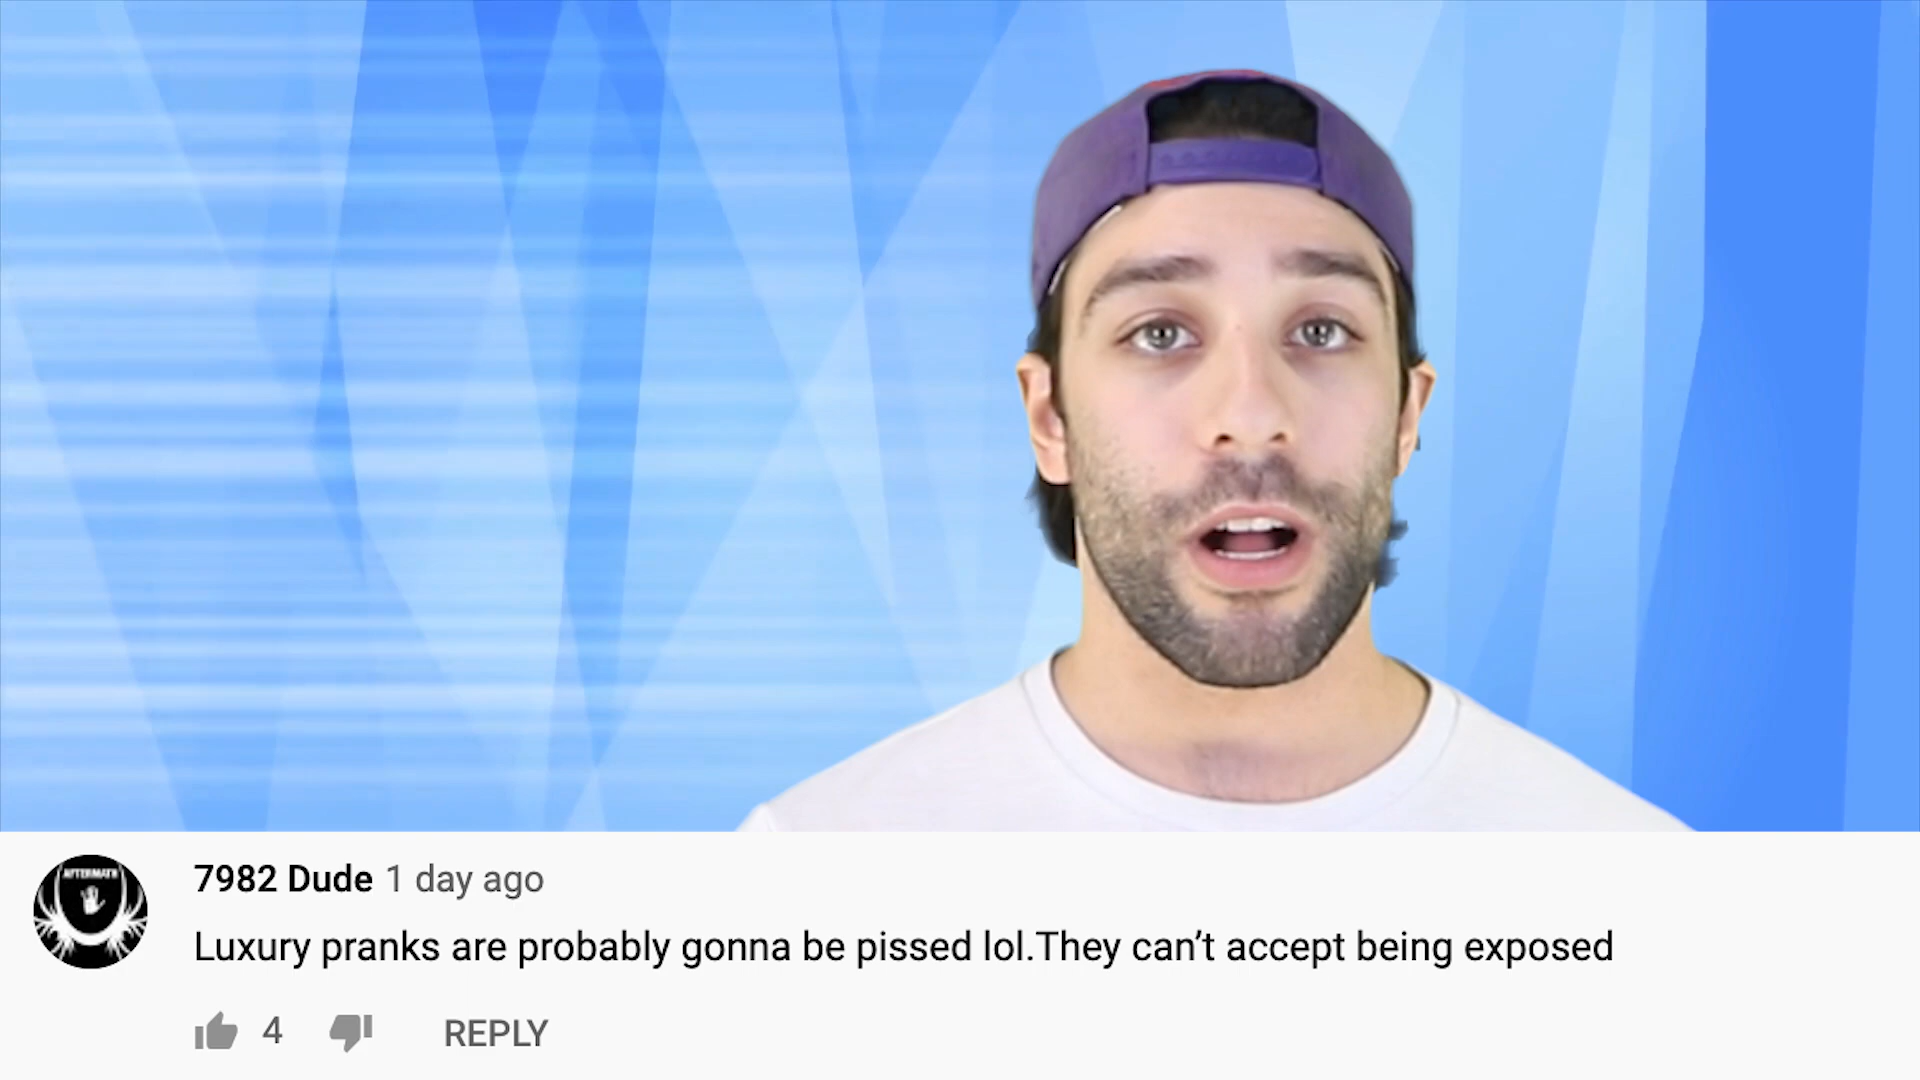 AFTERMATH
7982 Dude 1 day ago
Luxury pranks are probably gonna be pissed lol.They can’t accept being exposed
4
REPLY